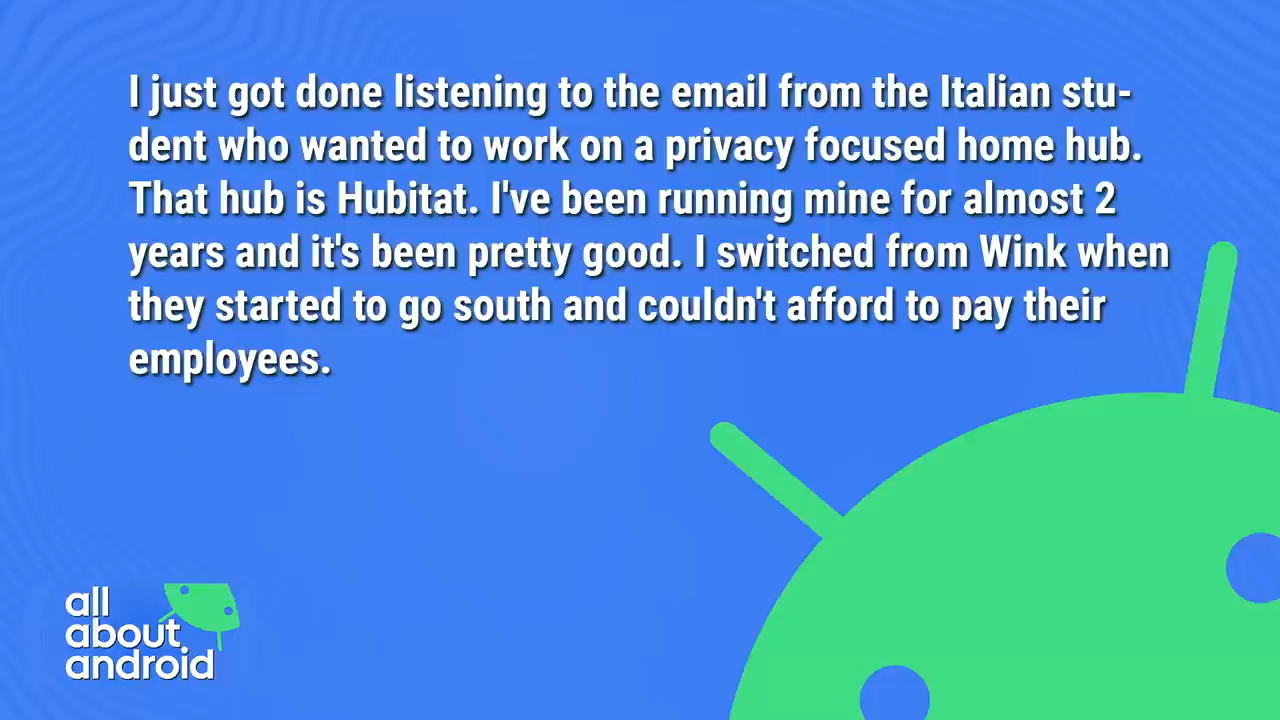 I just got done listening to the email from the Italian stu-
dent who wanted to work on a privacy focused home hub.
That hub is Hubitat. I've been running mine for almost 2
years and it's been pretty good. I switched from Wink when
they started to go south and couldn't afford to pay their
employees.
all
about
android